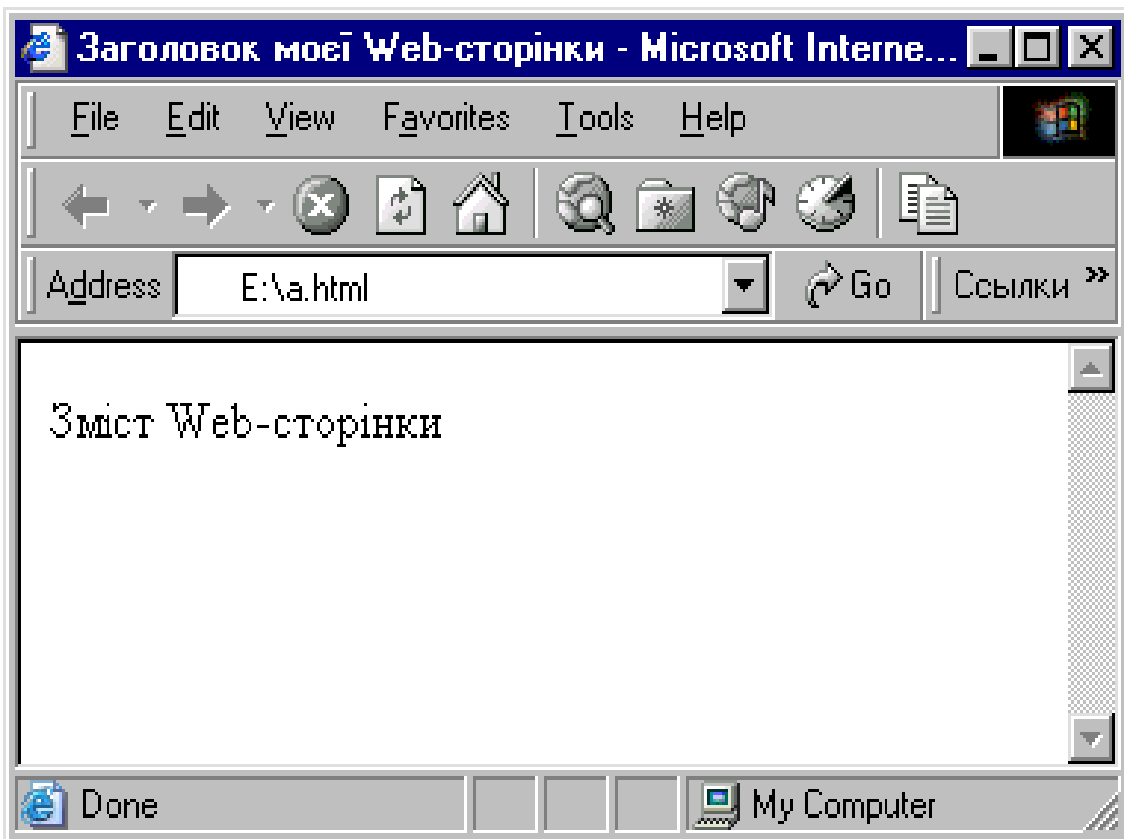 Заголовок моєї Web-сторінки - Microsoft Interne...
File Edit View Favorites Tools Help
Address E:\a.html Go Ссылки »
Зміст Web-сторінки
Done My Computer